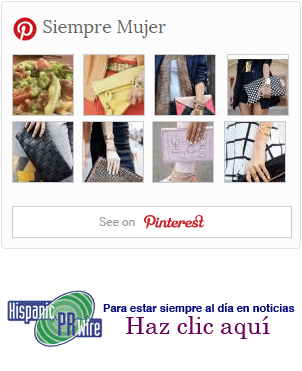 Siempre Mujer
See on Pinterest
Hispanic
PR Wire
Para estar siempre al día en noticias
Haz clic aquí